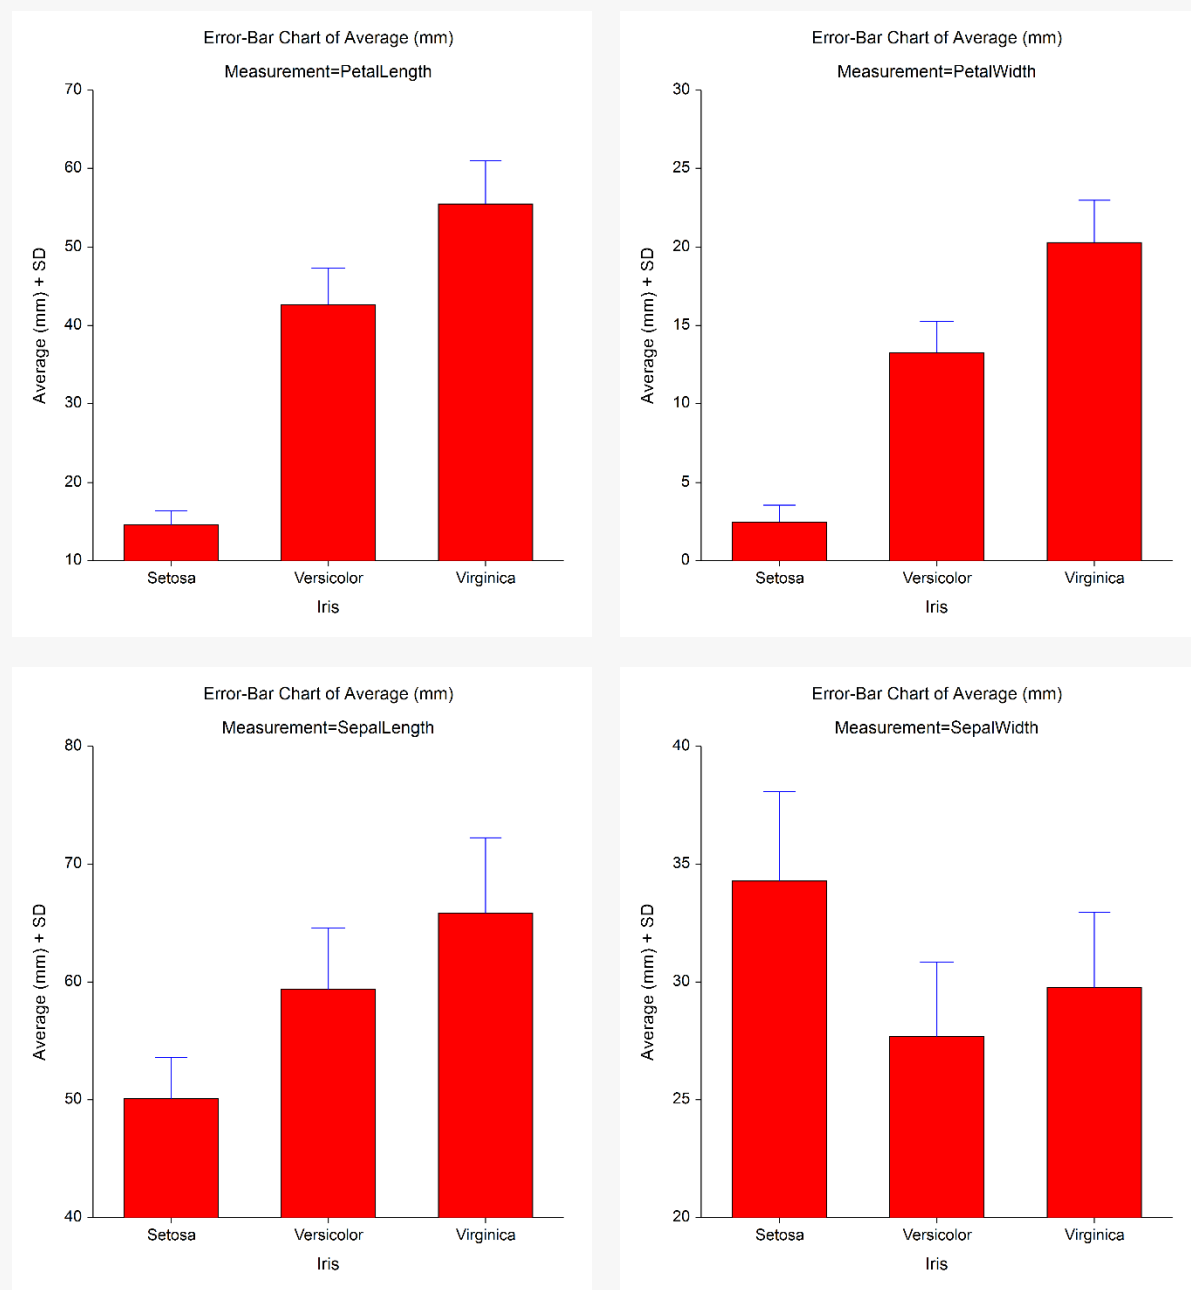 Error-Bar Chart of Average (mm)
Measurement=PetalLength
70
60
50
40
30
20
10
Average (mm) + SD
Setosa Versicolor Virginica
Iris
Error-Bar Chart of Average (mm)
Measurement=PetalWidth
30
25
20
15
10
5
0
Average (mm) + SD
Setosa Versicolor Virginica
Iris
Error-Bar Chart of Average (mm)
Measurement=SepalLength
80
70
60
50
40
Average (mm) + SD
Setosa Versicolor Virginica
Iris
Error-Bar Chart of Average (mm)
Measurement=SepalWidth
40
35
30
25
20
Average (mm) + SD
Setosa Versicolor Virginica
Iris